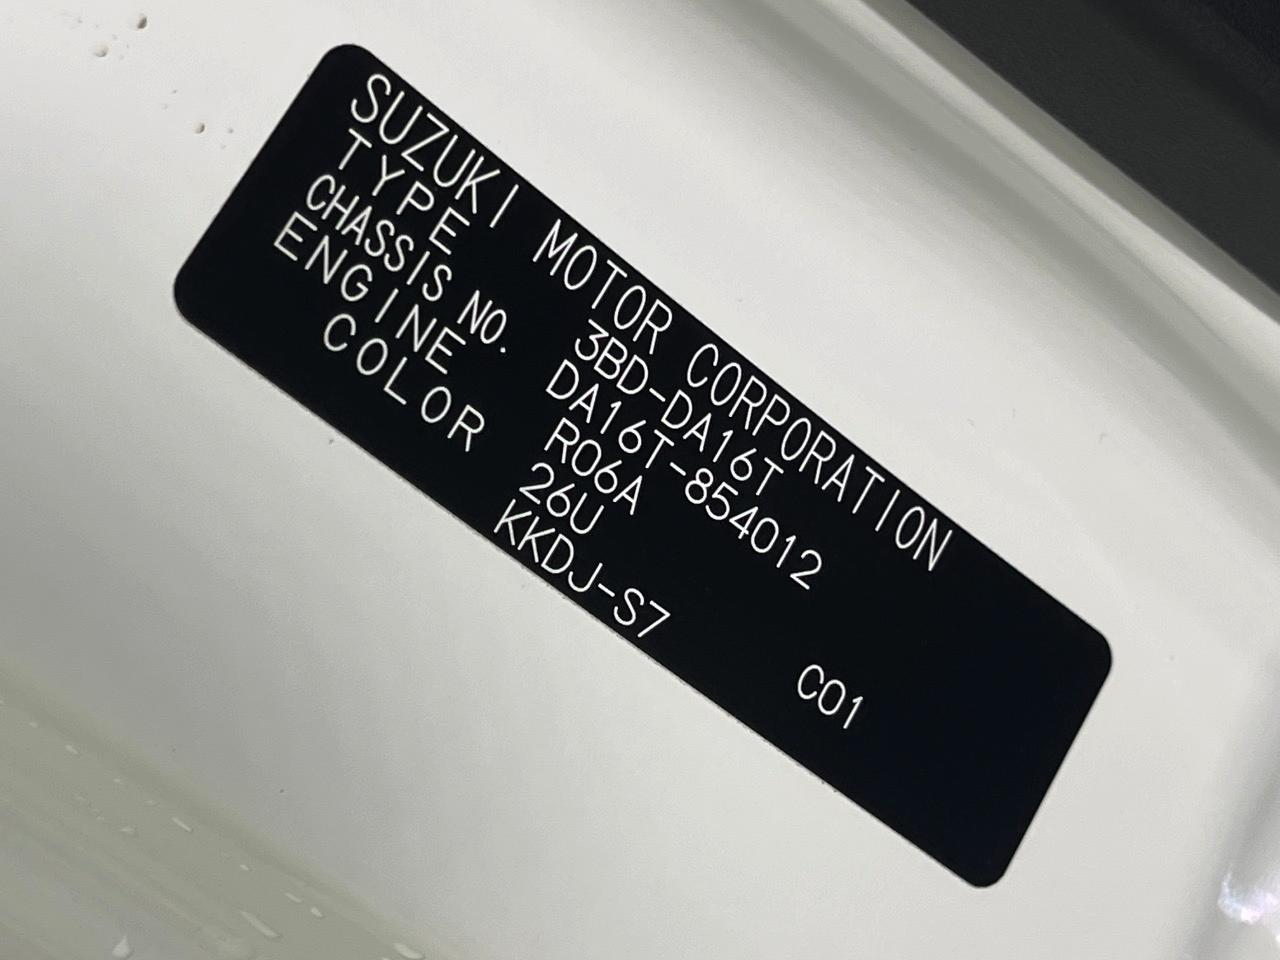 SUZUKI MOTOR CORPORATION
TYPE 3BD-DA16T
CHASSIS NO. DA16T-854012
ENGINE R06A
COLOR 26U
KKDJ-S7 C01